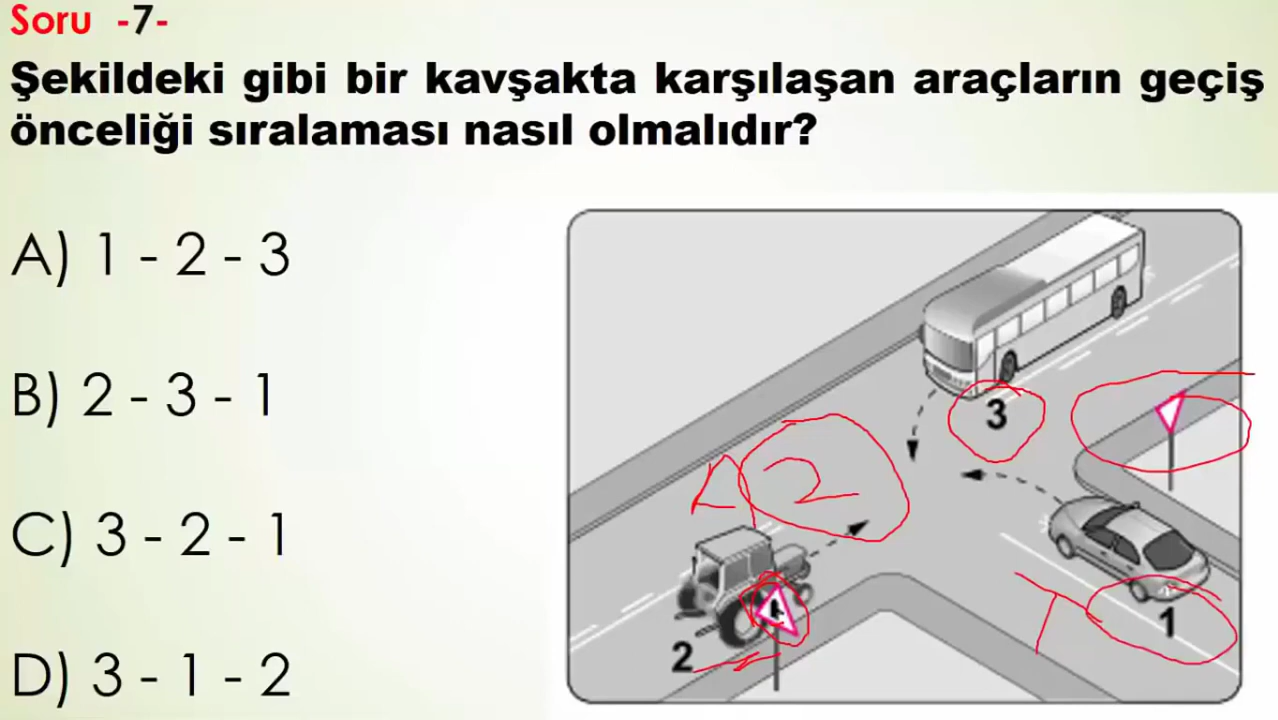 Soru -7-
Şekildeki gibi bir kavşakta karşılaşan araçların geçiş
önceliği sıralaması nasıl olmalıdır?
A) 1 - 2 - 3
B) 2 - 3 - 1
C) 3 - 2 - 1
D) 3 - 1 - 2
3
2
2
1